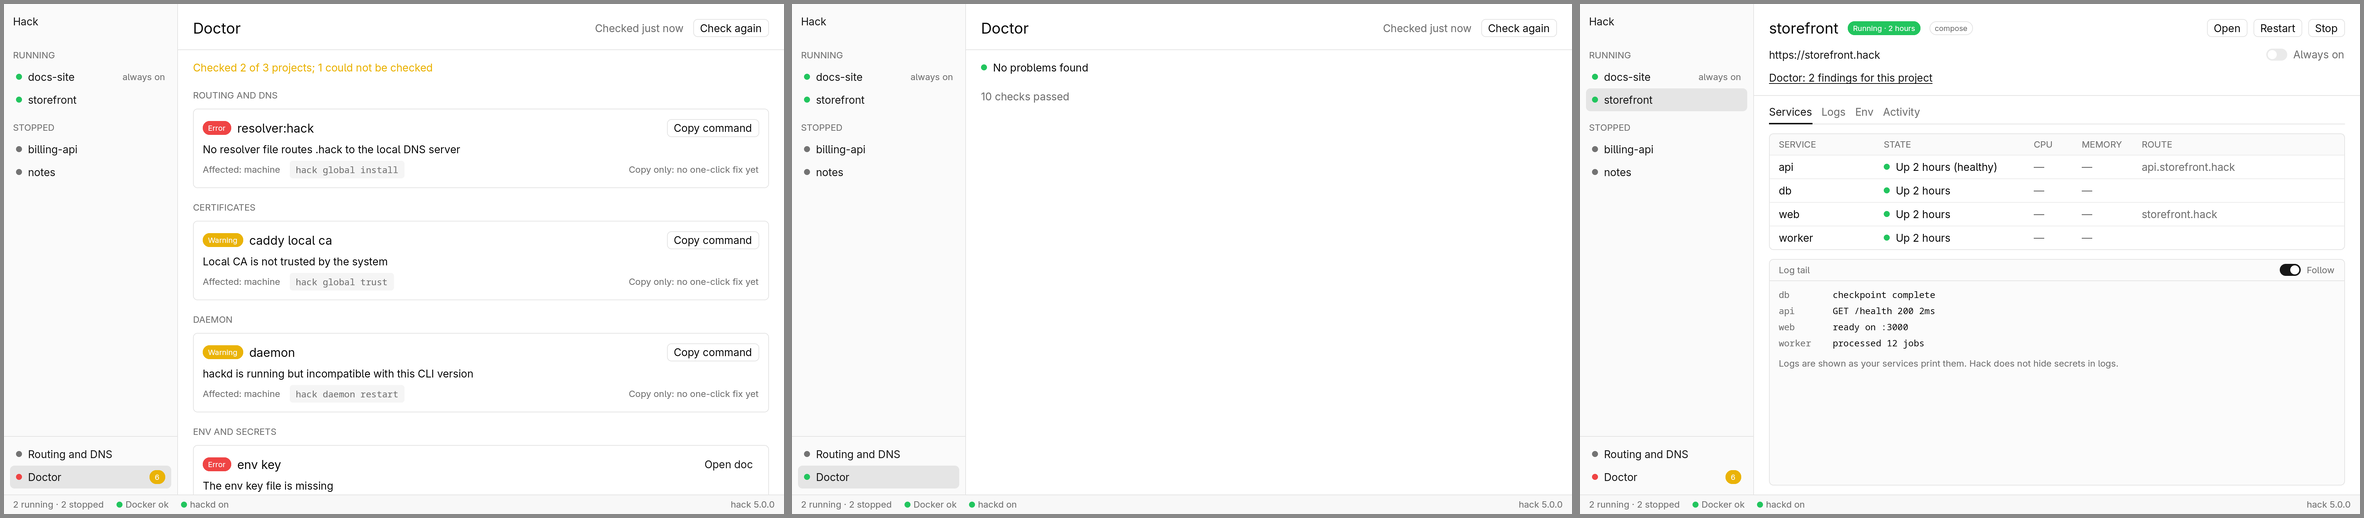 Hack
RUNNING
docs-site always on
storefront
STOPPED
billing-api
notes
Routing and DNS
Doctor 6
Doctor Checked just now Check again
Checked 2 of 3 projects; 1 could not be checked
ROUTING AND DNS
Error resolver:hack Copy command
No resolver file routes .hack to the local DNS server
Affected: machine hack global install Copy only: no one-click fix yet
CERTIFICATES
Warning caddy local ca Copy command
Local CA is not trusted by the system
Affected: machine hack global trust Copy only: no one-click fix yet
DAEMON
Warning daemon Copy command
hackd is running but incompatible with this CLI version
Affected: machine hack daemon restart Copy only: no one-click fix yet
ENV AND SECRETS
Error env key Open doc
The env key file is missing
2 running · 2 stopped Docker ok hackd on hack 5.0.0
Hack
RUNNING
docs-site always on
storefront
STOPPED
billing-api
notes
Routing and DNS
Doctor
Doctor Checked just now Check again
No problems found
10 checks passed
2 running · 2 stopped Docker ok hackd on hack 5.0.0
Hack
RUNNING
docs-site always on
storefront
STOPPED
billing-api
notes
Routing and DNS
Doctor 6
storefront Running · 2 hours compose Open Restart Stop
https://storefront.hack Always on
Doctor: 2 findings for this project
Services Logs Env Activity
SERVICE STATE CPU MEMORY ROUTE
api Up 2 hours (healthy) — — api.storefront.hack
db Up 2 hours — —
web Up 2 hours — — storefront.hack
worker Up 2 hours — —
Log tail Follow
db checkpoint complete
api GET /health 200 2ms
web ready on :3000
worker processed 12 jobs
Logs are shown as your services print them. Hack does not hide secrets in logs.
2 running · 2 stopped Docker ok hackd on hack 5.0.0